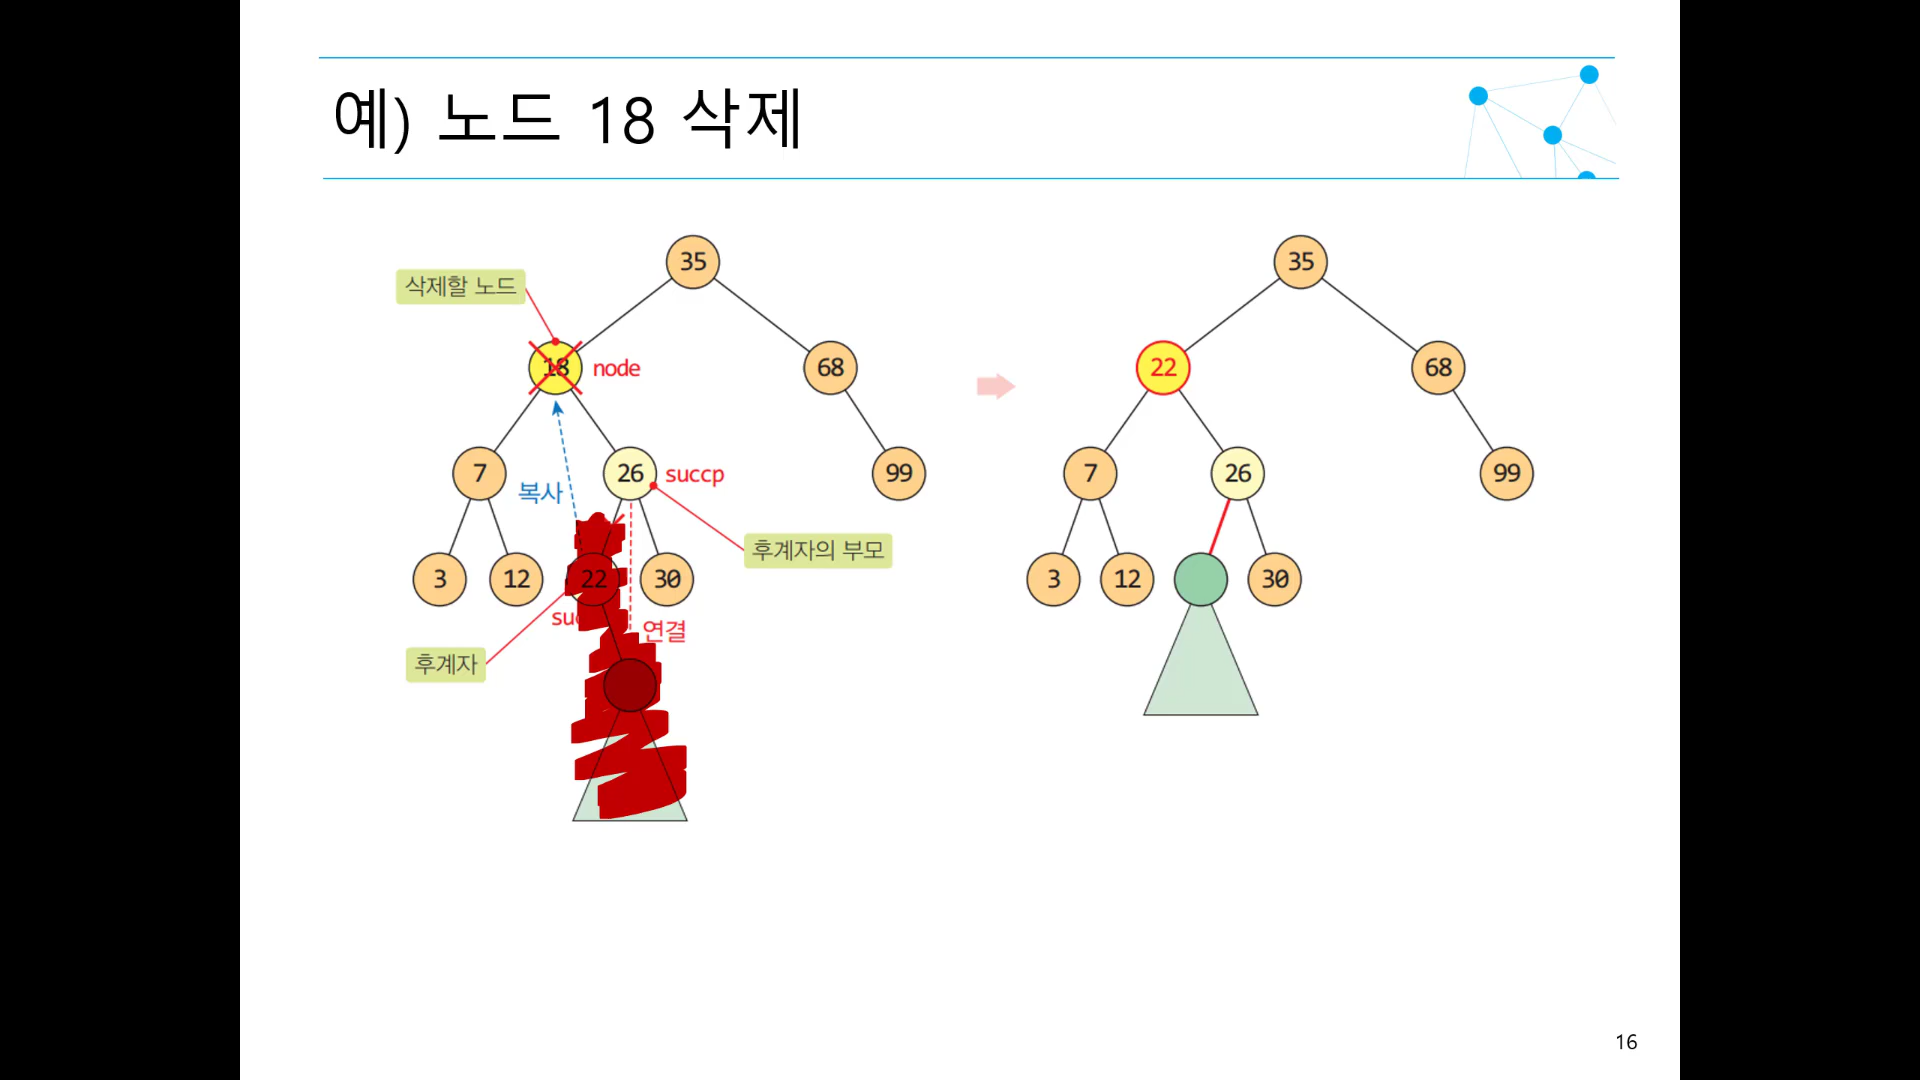 예) 노드 18 삭제
35
삭제할 노드
18 node
68
7
26 succp
99
복사
후계자의 부모
3
12
22
30
연결
후계자
35
22
68
7
26
99
3
12
30
16